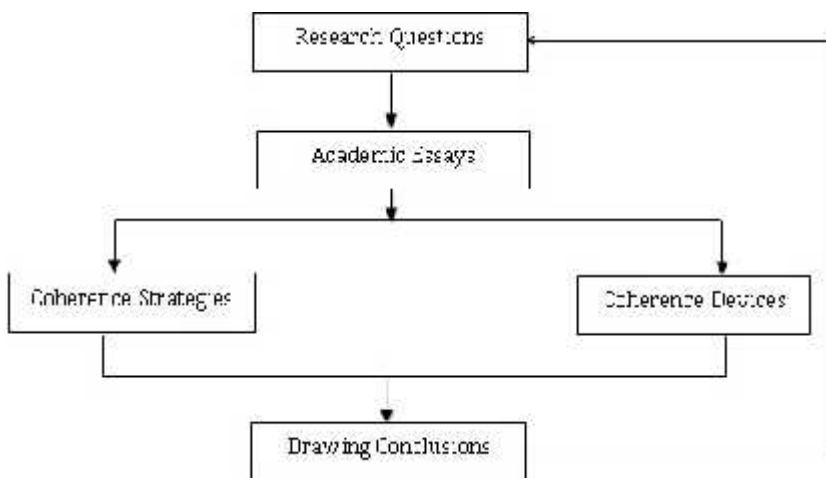 Research Questions
Academic Essays
Coherence Strategies
Coherence Devices
Drawing Conclusions